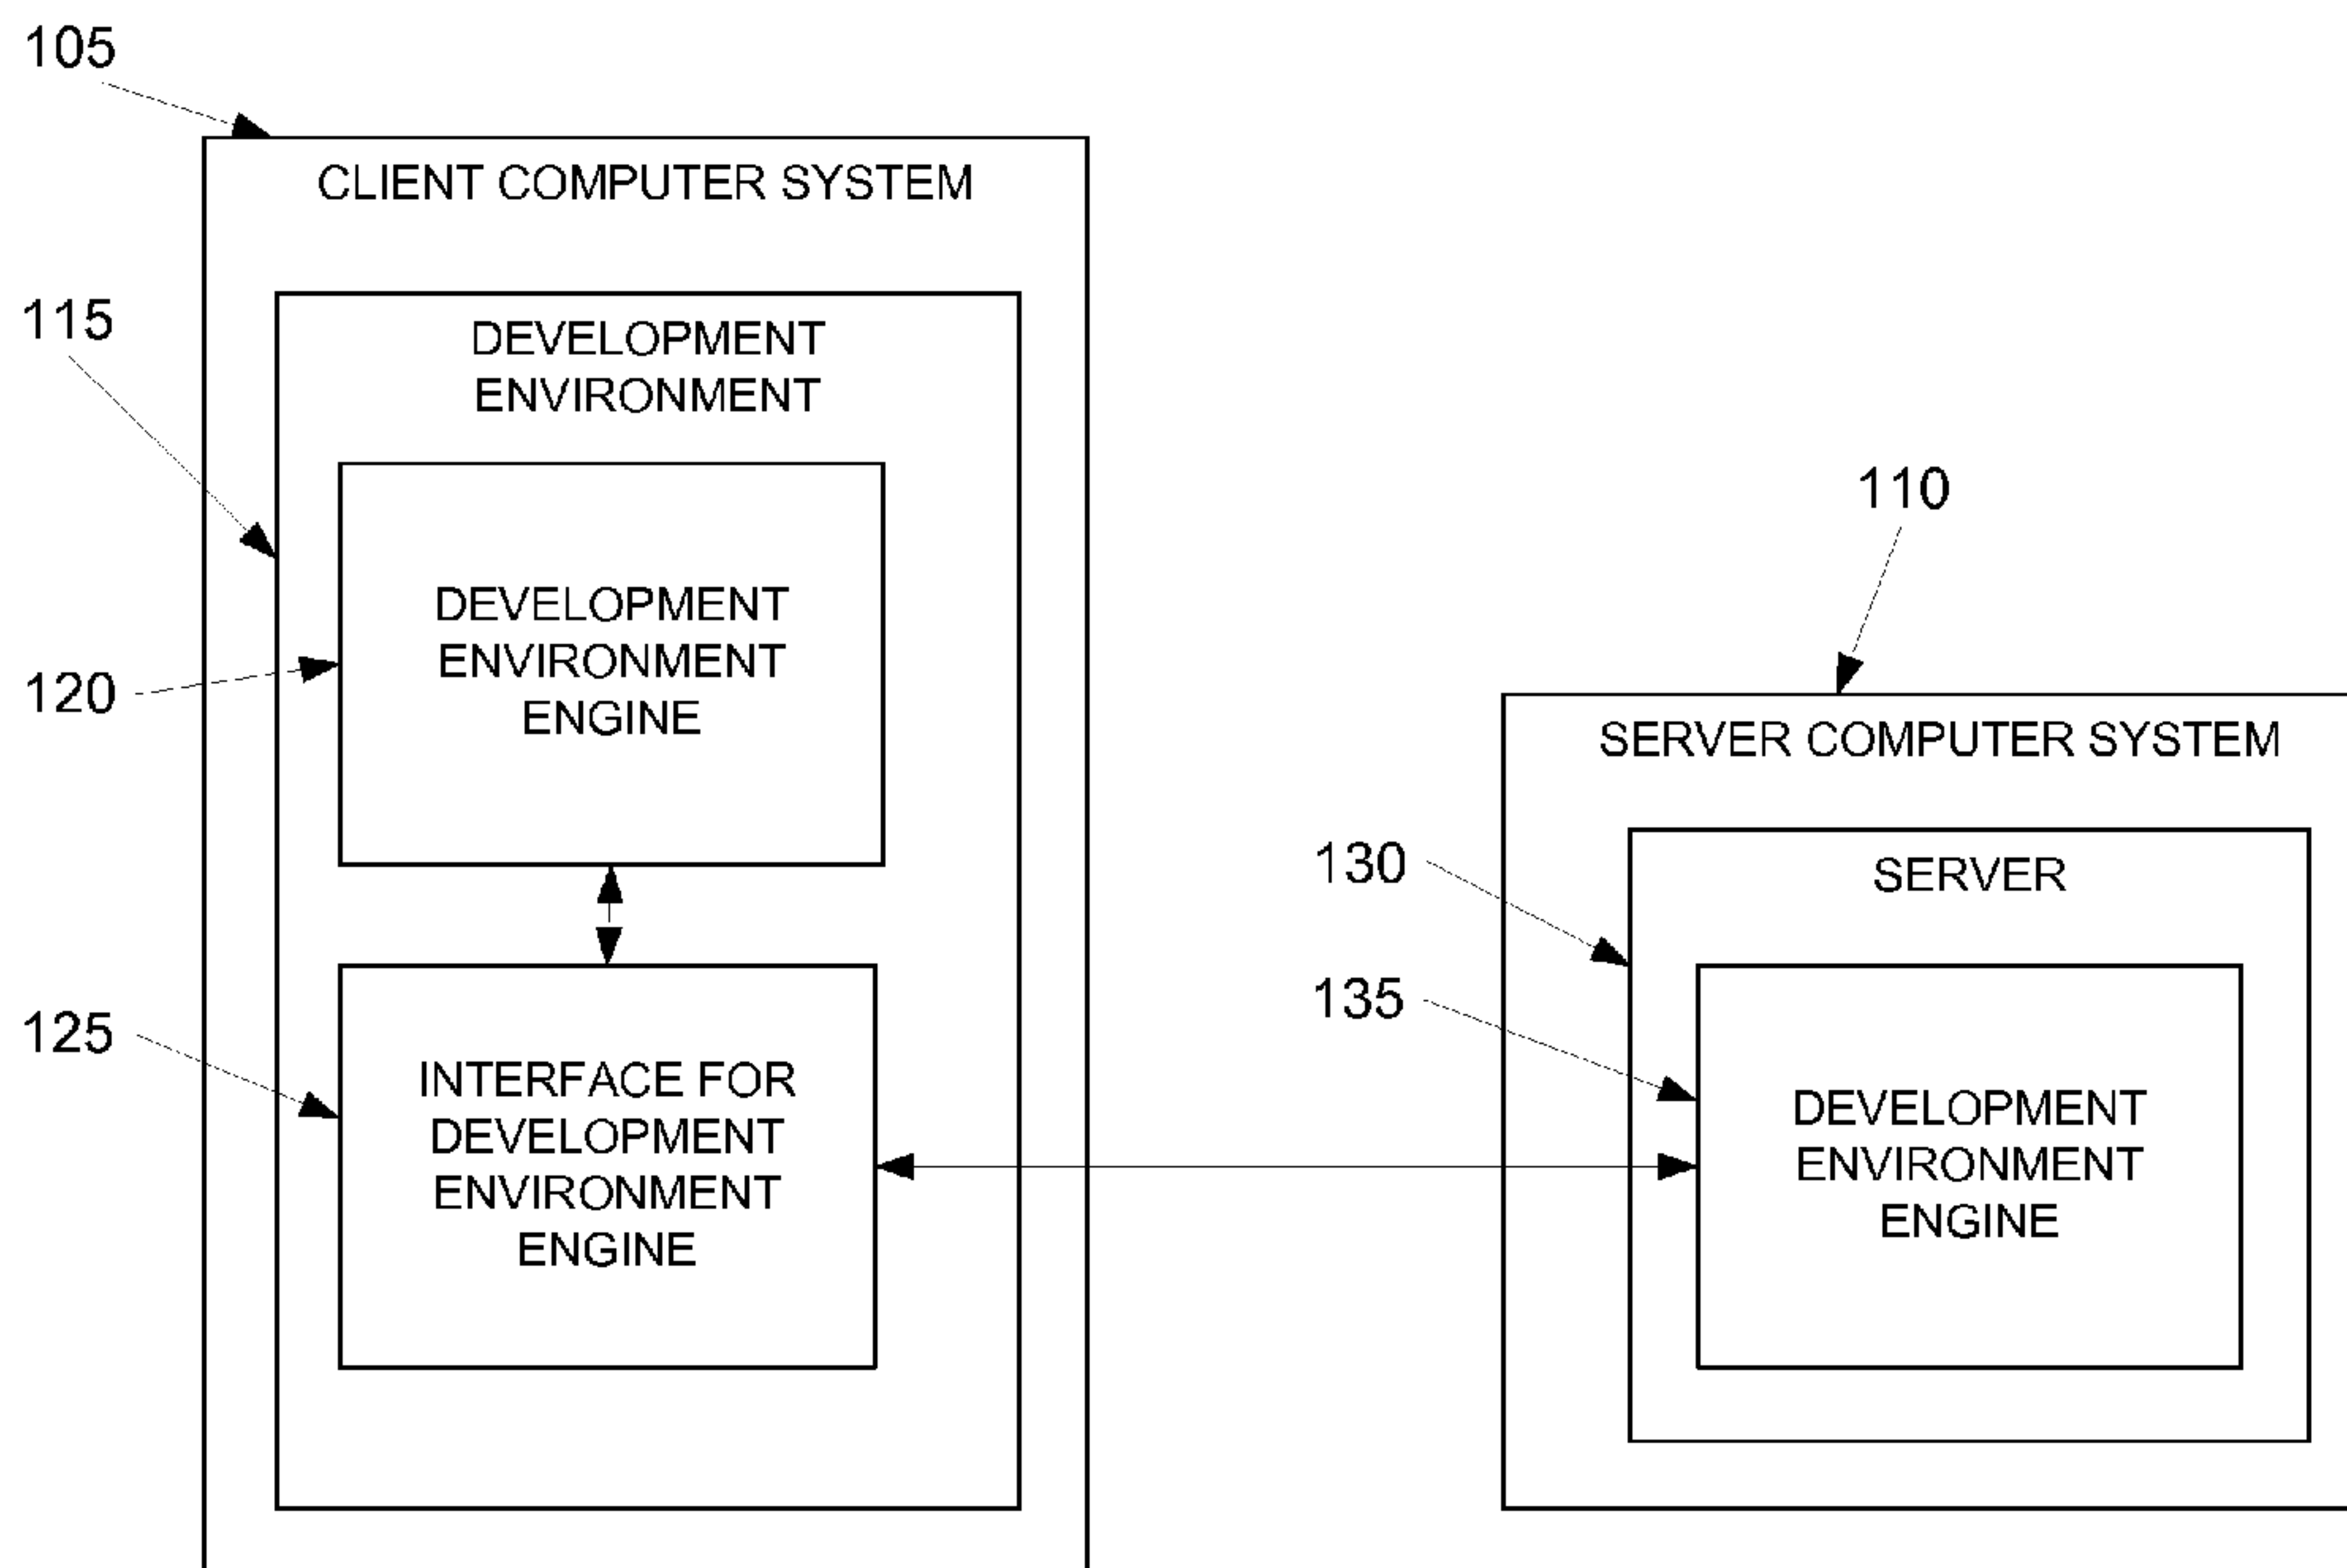 105
CLIENT COMPUTER SYSTEM
115
DEVELOPMENT
ENVIRONMENT
120
DEVELOPMENT
ENVIRONMENT
ENGINE
125
INTERFACE FOR
DEVELOPMENT
ENVIRONMENT
ENGINE
110
SERVER COMPUTER SYSTEM
130
SERVER
135
DEVELOPMENT
ENVIRONMENT
ENGINE